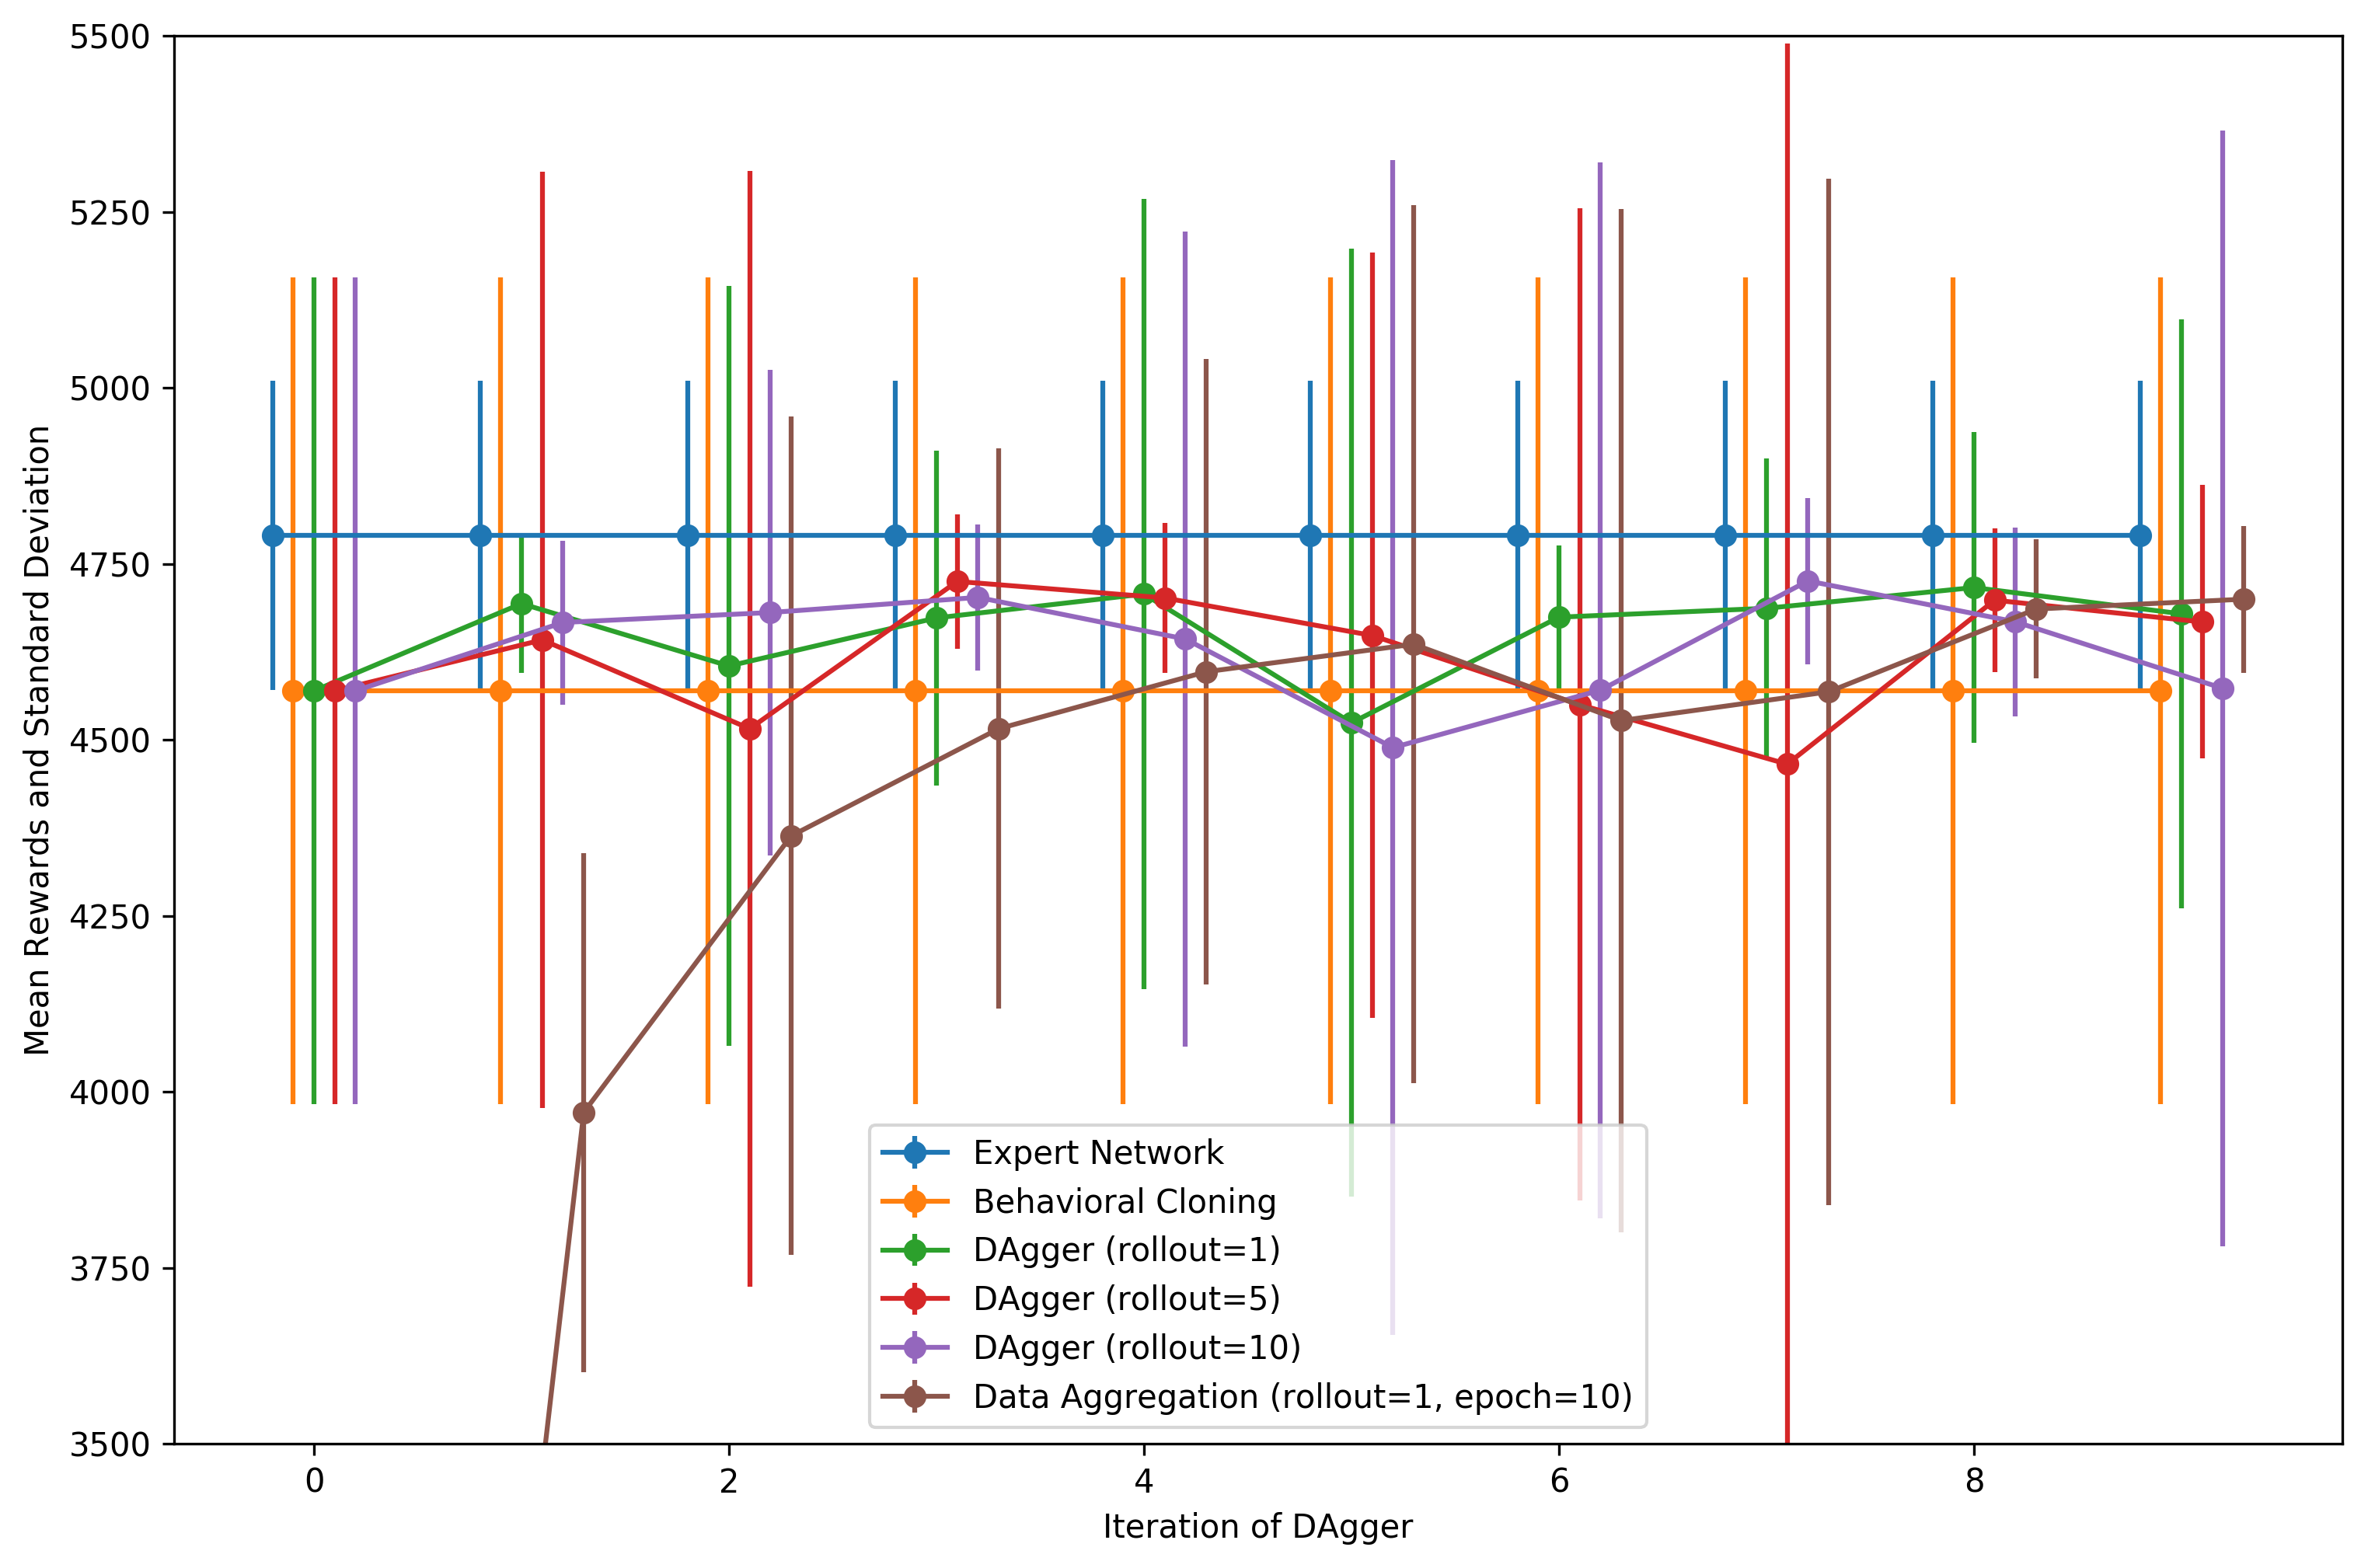 5500
5250
5000
4750
4500
4250
4000
3750
3500
Mean Rewards and Standard Deviation
Expert Network
Behavioral Cloning
DAgger (rollout=1)
DAgger (rollout=5)
DAgger (rollout=10)
Data Aggregation (rollout=1, epoch=10)
0 2 4 6 8
Iteration of DAgger